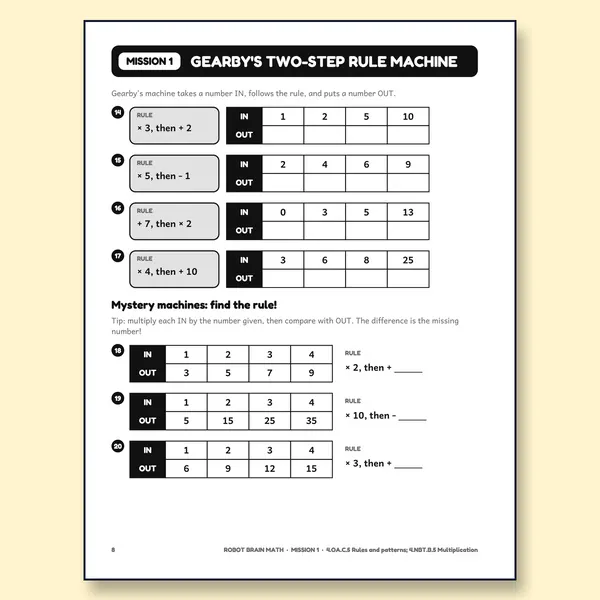 MISSION 1 GEARBY'S TWO-STEP RULE MACHINE
Gearby's machine takes a number IN, follows the rule, and puts a number OUT.
14 RULE
× 3, then + 2
IN 1 2 5 10
OUT
15 RULE
× 5, then - 1
IN 2 4 6 9
OUT
16 RULE
+ 7, then × 2
IN 0 3 5 13
OUT
17 RULE
× 4, then + 10
IN 3 6 8 25
OUT
Mystery machines: find the rule!
Tip: multiply each IN by the number given, then compare with OUT. The difference is the missing
number!
18 IN 1 2 3 4
OUT 3 5 7 9
RULE
× 2, then + ______
19 IN 1 2 3 4
OUT 5 15 25 35
RULE
× 10, then - ______
20 IN 1 2 3 4
OUT 6 9 12 15
RULE
× 3, then + ______
8 ROBOT BRAIN MATH · MISSION 1 · 4.OA.C.5 Rules and patterns; 4.NBT.B.5 Multiplication